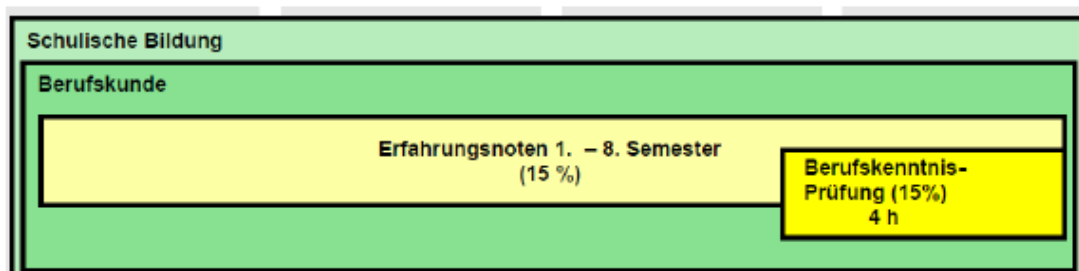 Schulische Bildung
Berufskunde
Erfahrungsnoten 1. – 8. Semester
(15 %)
Berufskenntnis-
Prüfung (15%)
4 h